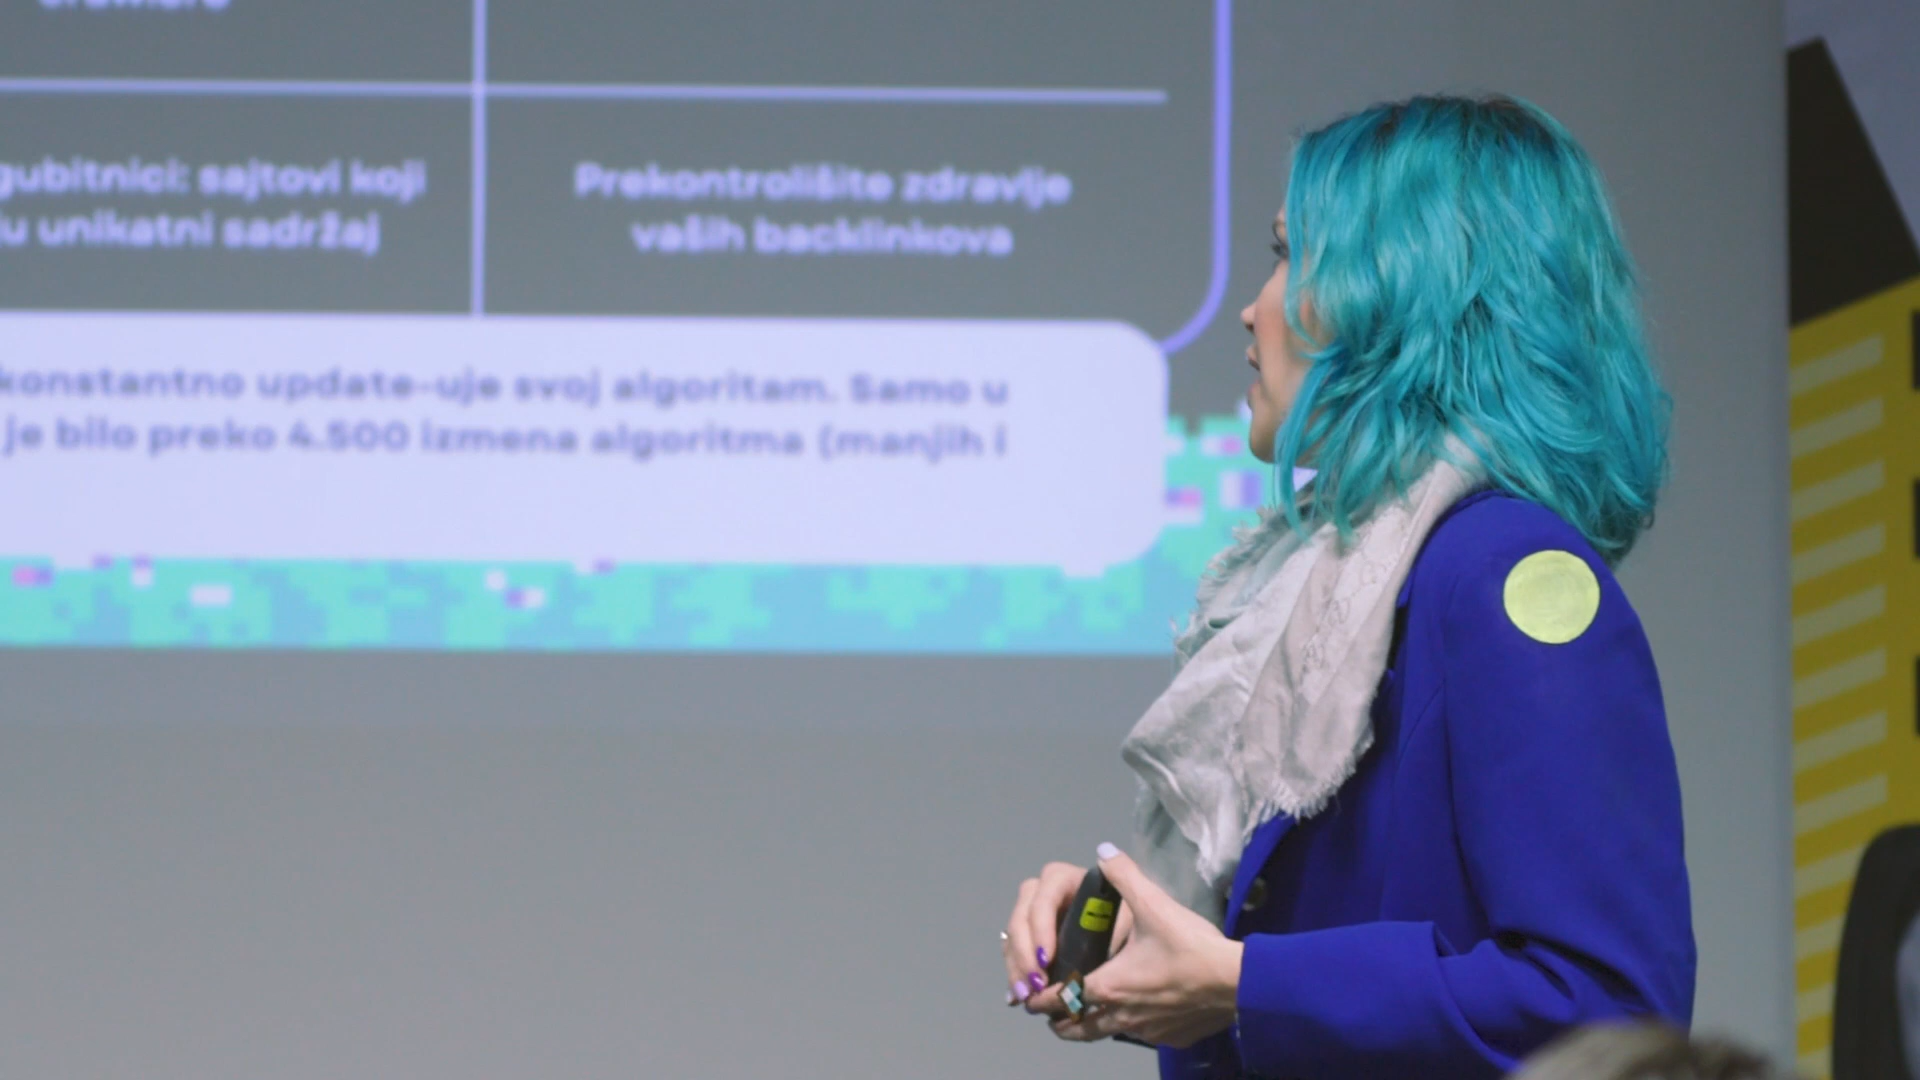 gubitnici: sajtovi koji
unikatni sadržaj
Prekontrolišite zdravlje
vaših backlinkova
konstantno update-uje svoj algoritam. Samo u
je bilo preko 4.500 izmena algoritma (manjih i